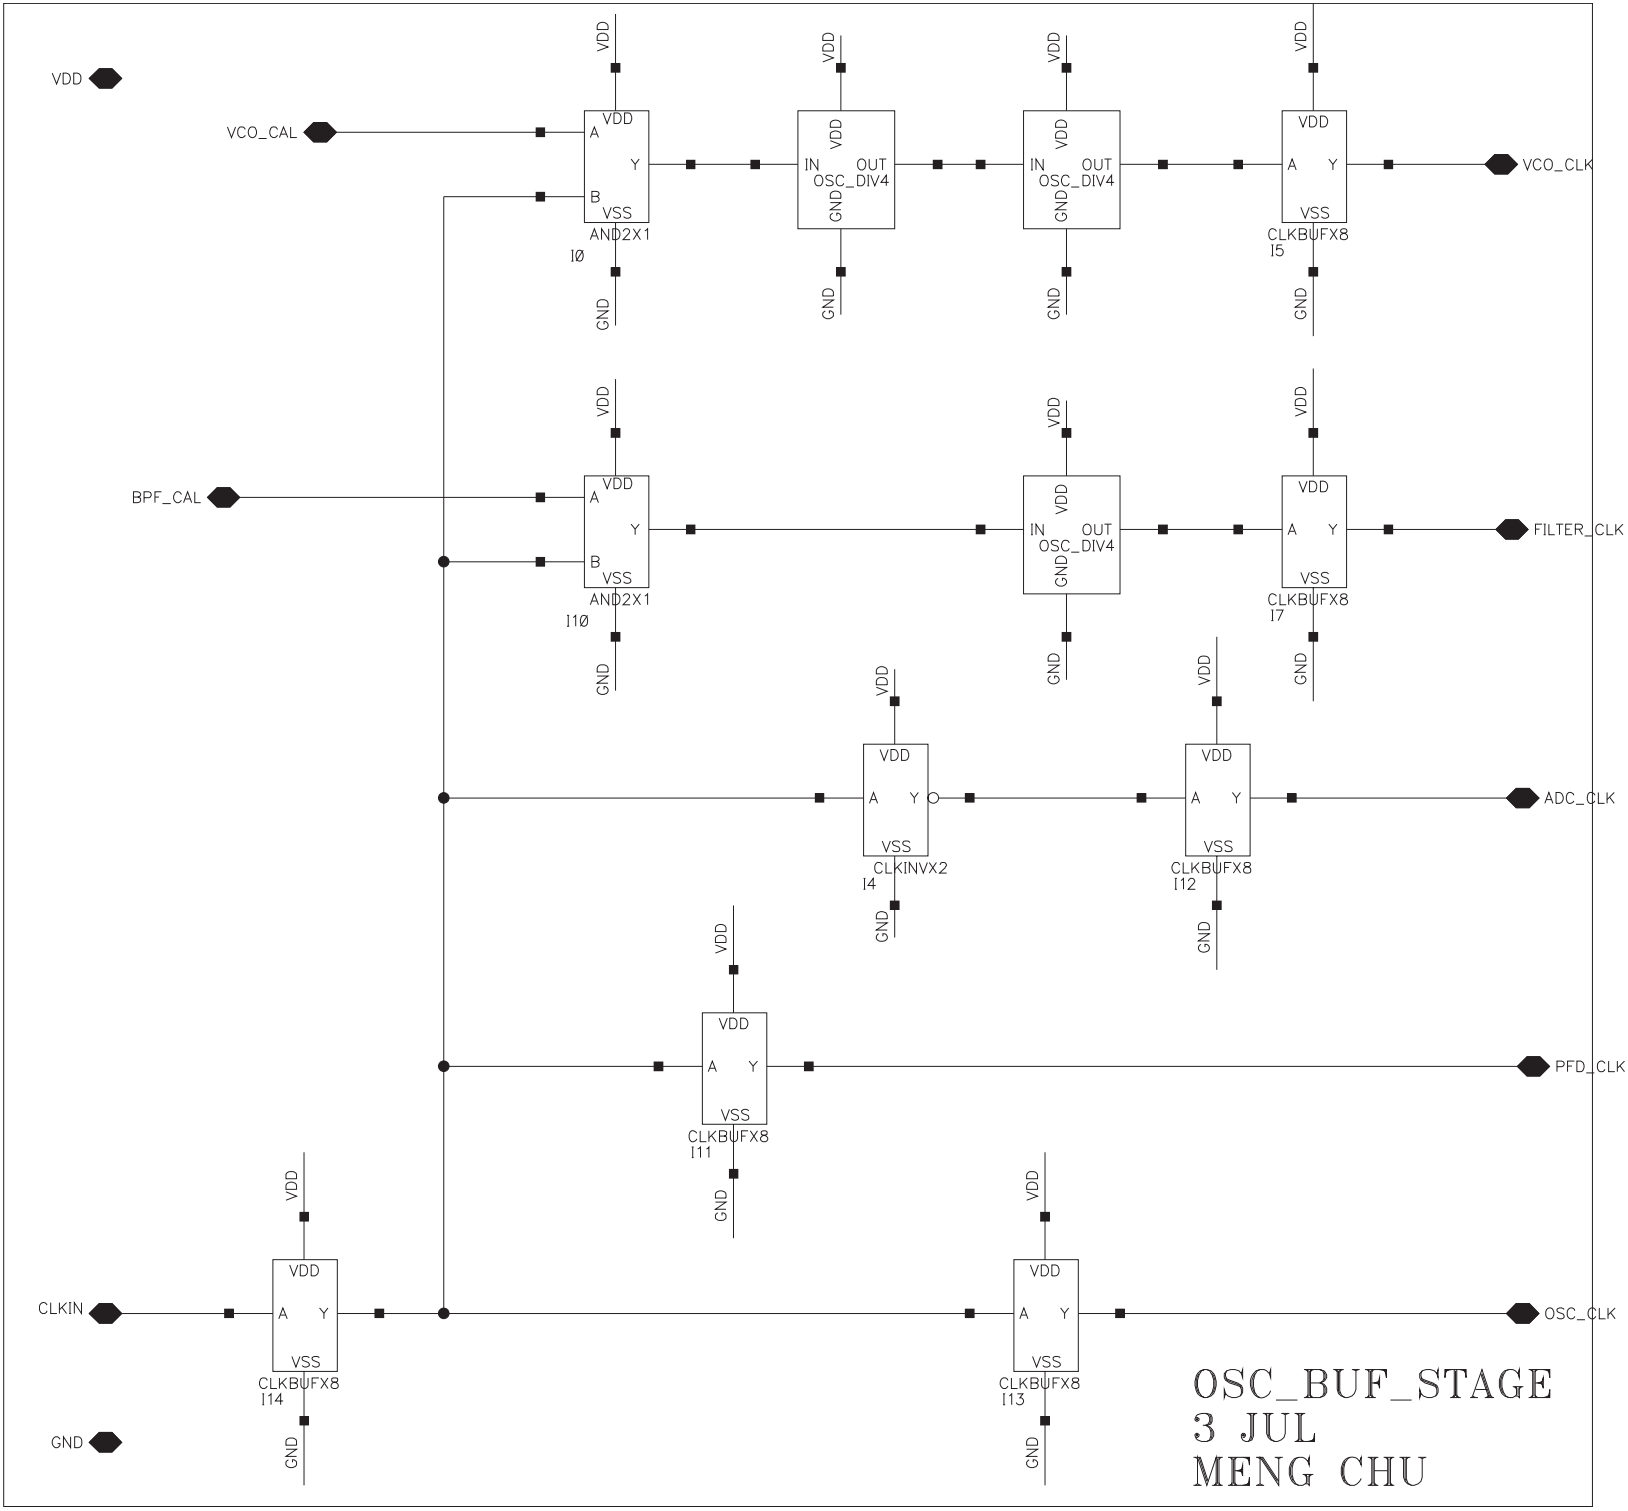 VDD
VDD
VDD
VDD
VDD
VCO_CAL
VDD
A
Y
B
VSS
AND2X1
IØ
GND
VDD
IN OUT
OSC_DIV4
GND
GND
VDD
IN OUT
OSC_DIV4
GND
GND
VDD
A Y
VSS
CLKBUFX8
I5
GND
VCO_CLK
VDD
VDD
VDD
BPF_CAL
VDD
A
Y
B
VSS
AND2X1
I1Ø
GND
VDD
IN OUT
OSC_DIV4
GND
GND
VDD
A Y
VSS
CLKBUFX8
I7
GND
FILTER_CLK
VDD
VDD
A Y
VSS
CLKINVX2
I4
GND
VDD
VDD
A Y
VSS
CLKBUFX8
I12
GND
ADC_CLK
VDD
VDD
A Y
VSS
CLKBUFX8
I11
GND
PFD_CLK
VDD
CLKIN
VDD
A Y
VSS
CLKBUFX8
I14
GND
VDD
VDD
A Y
VSS
CLKBUFX8
I13
GND
OSC_CLK
GND
OSC_BUF_STAGE
3 JUL
MENG CHU